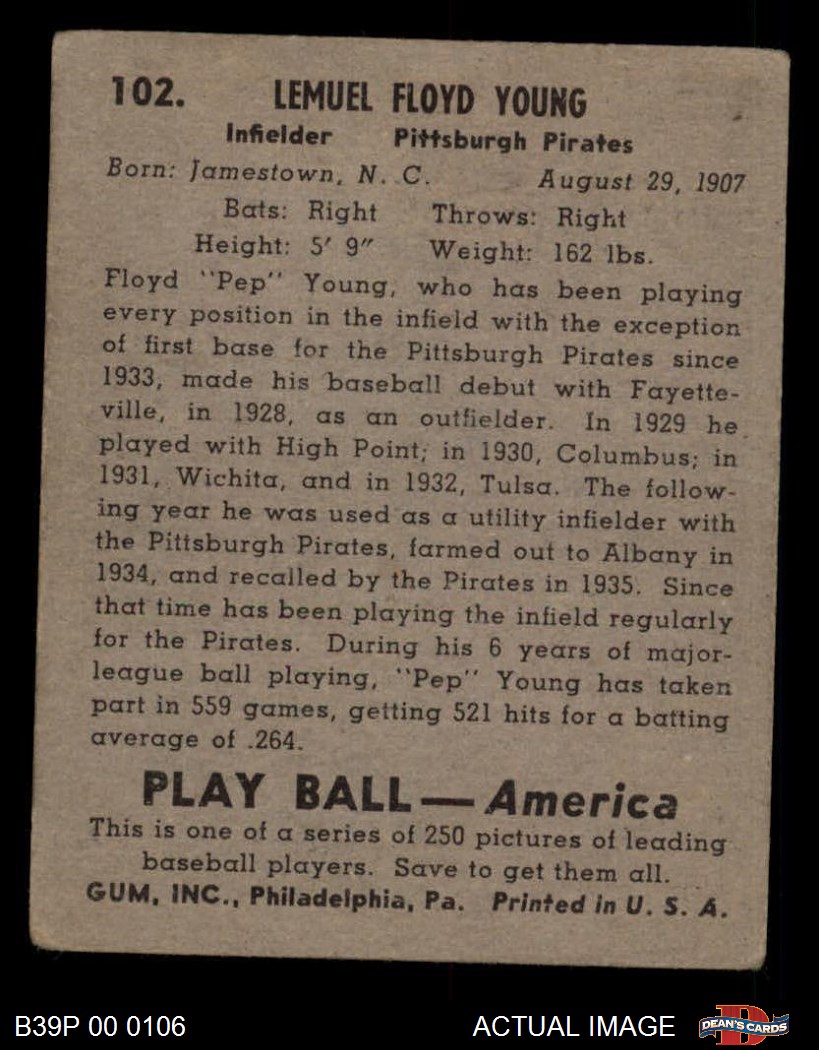 102. LEMUEL FLOYD YOUNG
Infielder Pittsburgh Pirates
Born: Jamestown, N. C. August 29, 1907
Bats: Right Throws: Right
Height: 5′ 9″ Weight: 162 lbs.
Floyd "Pep" Young, who has been playing
every position in the infield with the exception
of first base for the Pittsburgh Pirates since
1933, made his baseball debut with Fayette-
ville, in 1928, as an outfielder. In 1929 he
played with High Point; in 1930, Columbus; in
1931, Wichita, and in 1932, Tulsa. The follow-
ing year he was used as a utility infielder with
the Pittsburgh Pirates, farmed out to Albany in
1934, and recalled by the Pirates in 1935. Since
that time has been playing the infield regularly
for the Pirates. During his 6 years of major-
league ball playing, "Pep" Young has taken
part in 559 games, getting 521 hits for a batting
average of .264.
PLAY BALL—America
This is one of a series of 250 pictures of leading
baseball players. Save to get them all.
GUM, INC., Philadelphia, Pa. Printed in U. S. A.
B39P 00 0106 ACTUAL IMAGE DEAN'S CARDS